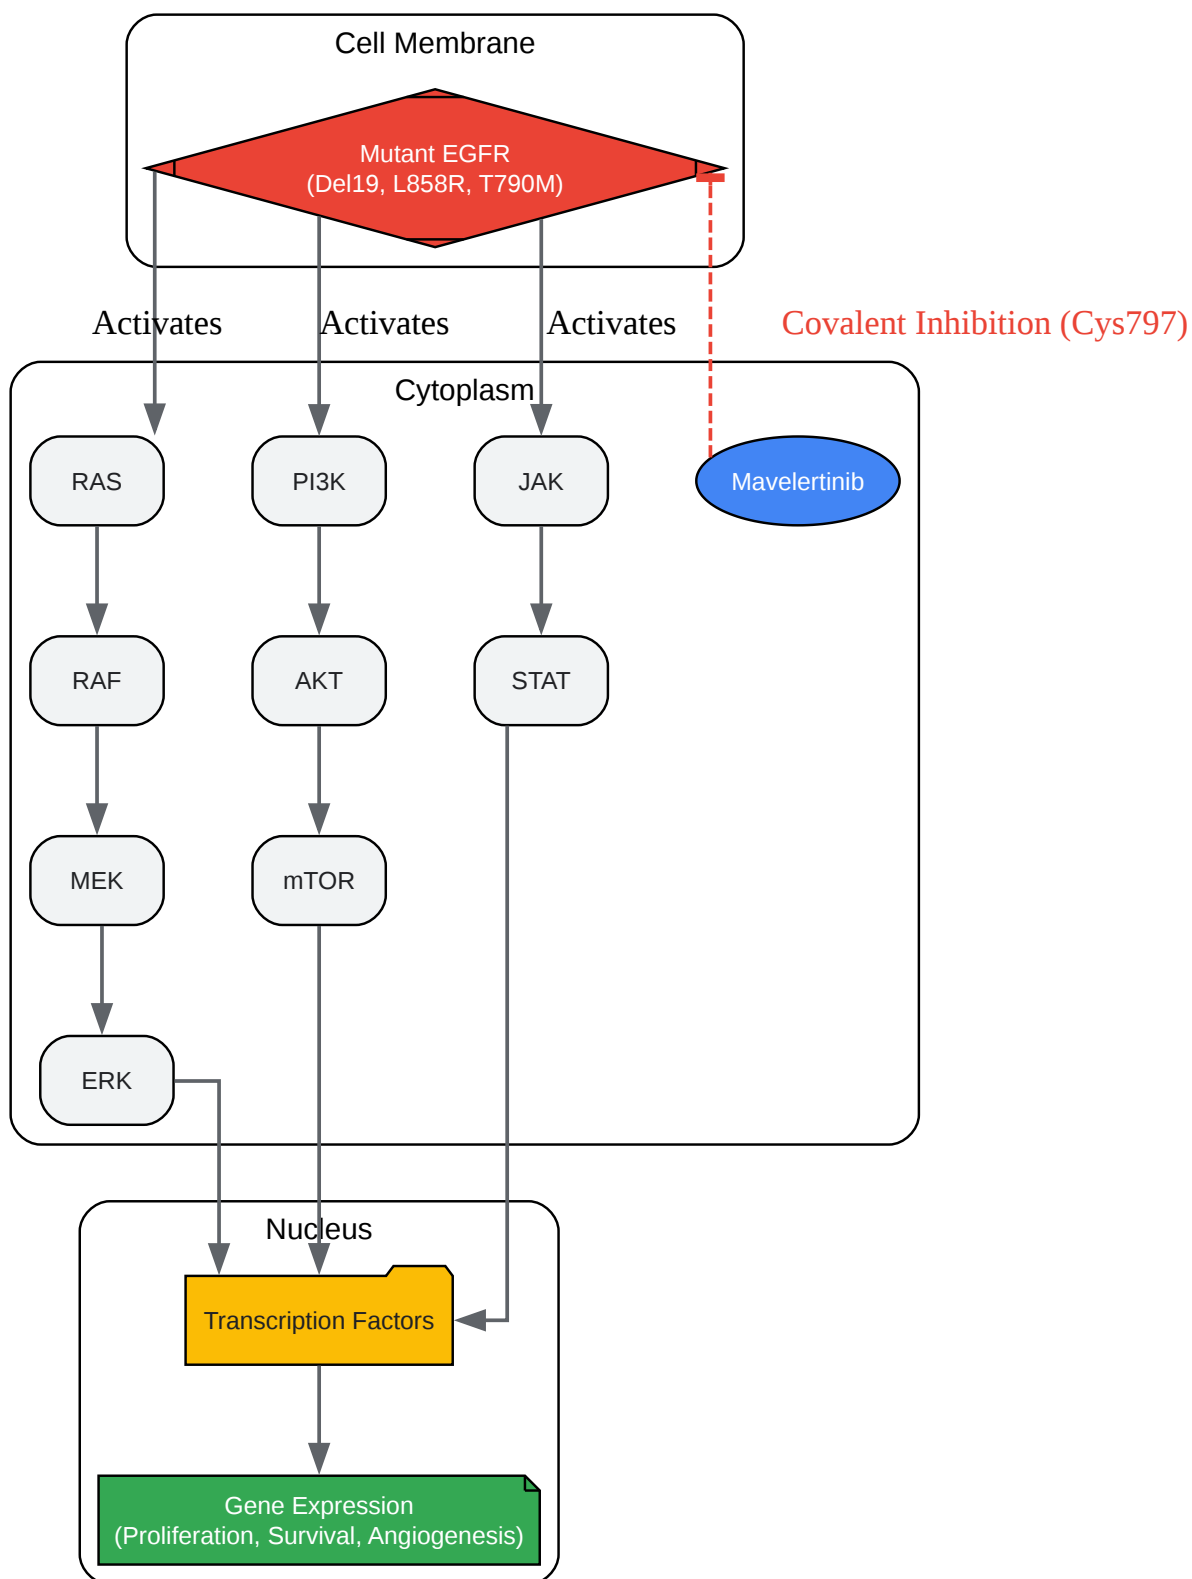 Cell Membrane
Mutant EGFR
(Del19, L858R, T790M)
Activates
Activates
Activates
Covalent Inhibition (Cys797)
Cytoplasm
RAS
PI3K
JAK
Mavelertinib
RAF
AKT
STAT
MEK
mTOR
ERK
Nucleus
Transcription Factors
Gene Expression
(Proliferation, Survival, Angiogenesis)